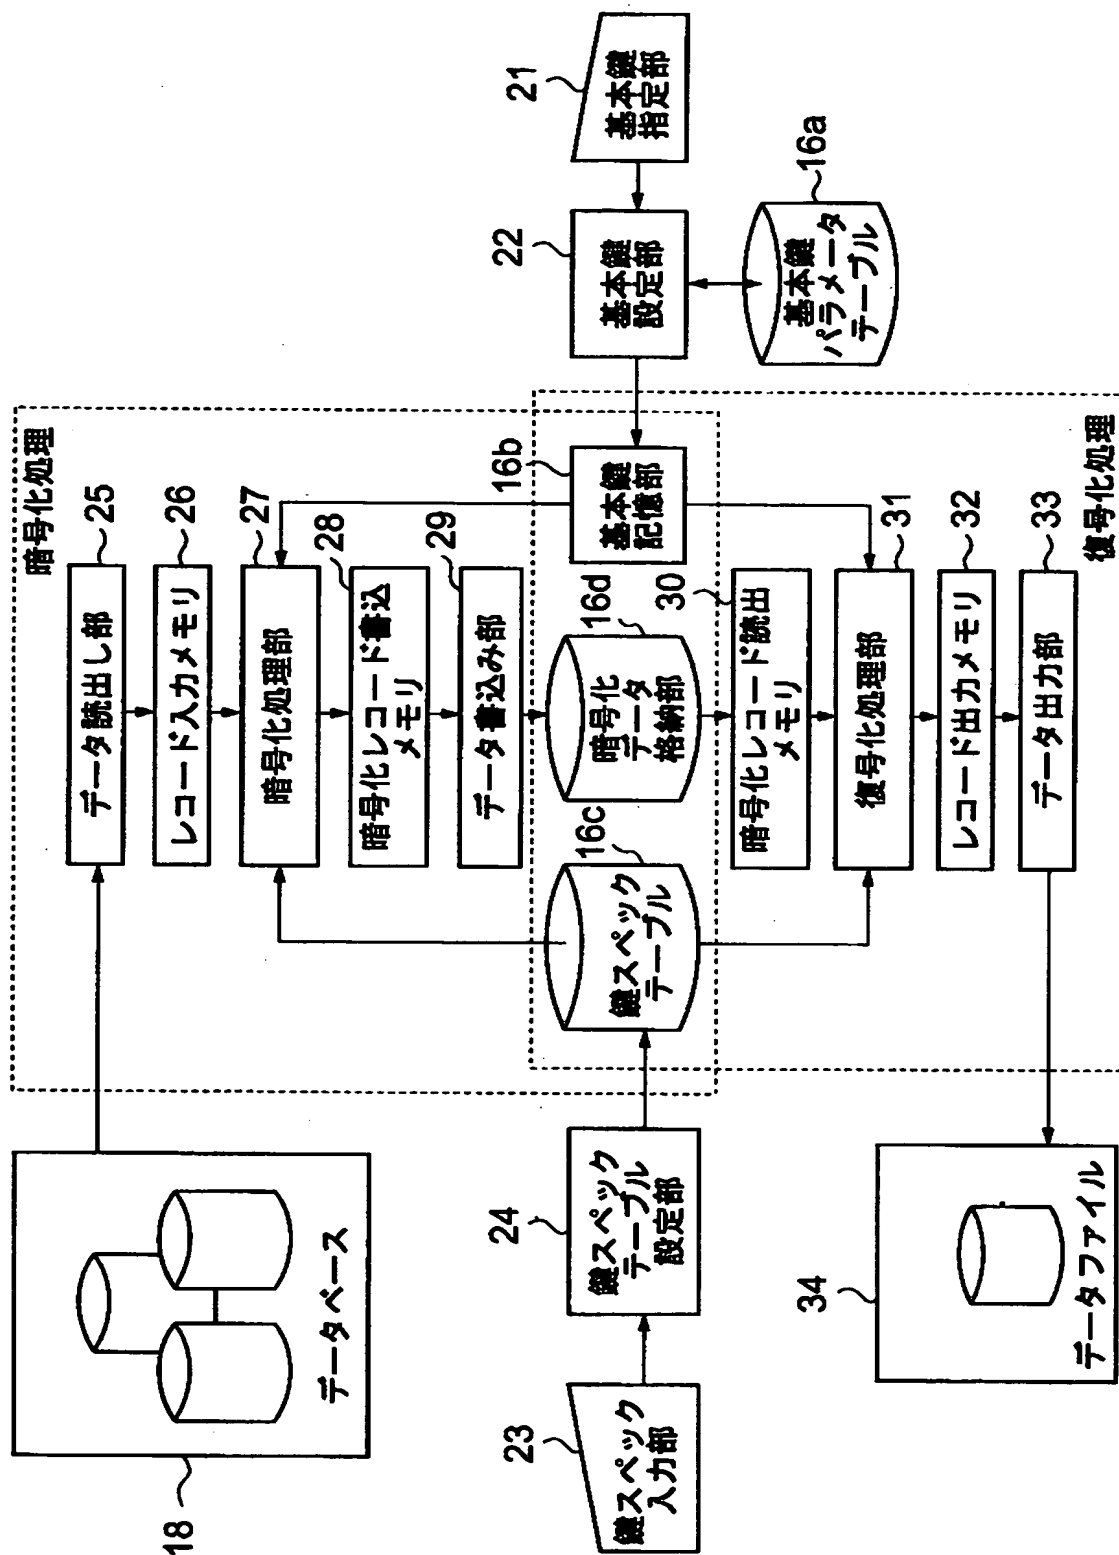 18
データベース
23
鍵スペック
入力部
24
鍵スペック
テーブル
設定部
34
データファイル
暗号化処理
データ読出し部
25
レコード入力メモリ
26
暗号化処理部
27
暗号化レコード書込
メモリ
28
データ書込み部
29
鍵スペック
テーブル
16c
暗号化
データ
格納部
16d
基本鍵
記憶部
16b
暗号化レコード読出
メモリ
30
復号化処理部
31
レコード出力メモリ
32
データ出力部
33
復号化処理
基本鍵
設定部
22
基本鍵
指定部
21
基本鍵
パラメータ
テーブル
16a